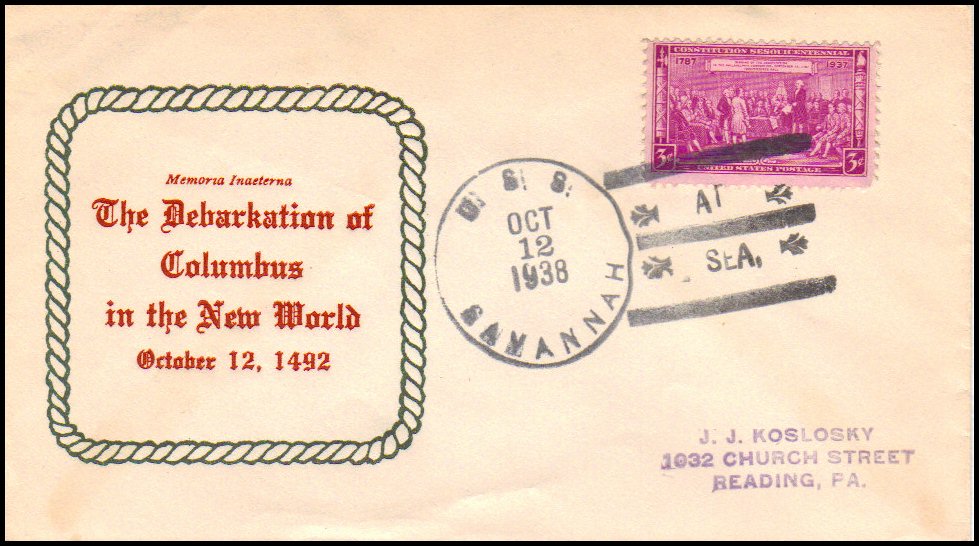 Memoria Inaeterna
The Debarkation of
Columbus
in the New World
October 12, 1492
U. S. S.
SAVANNAH
OCT
12
1938
AT
SEA,
CONSTITUTION SESQUICENTENNIAL
1787 1937
3¢ 3¢
UNITED STATES POSTAGE
J. J. KOSLOSKY
1032 CHURCH STREET
READING, PA.